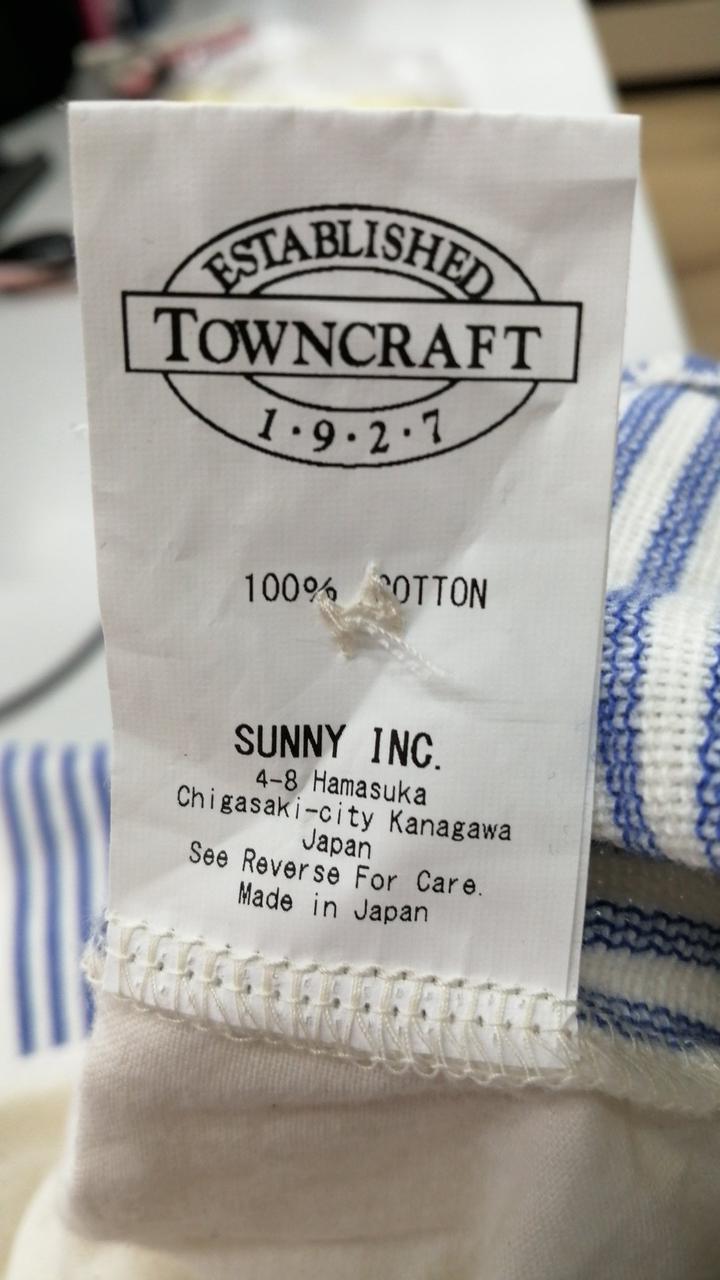 ESTABLISHED
TOWNCRAFT
1·9·2·7
100% COTTON
SUNNY INC.
4-8 Hamasuka
Chigasaki-city Kanagawa
Japan
See Reverse For Care.
Made in Japan